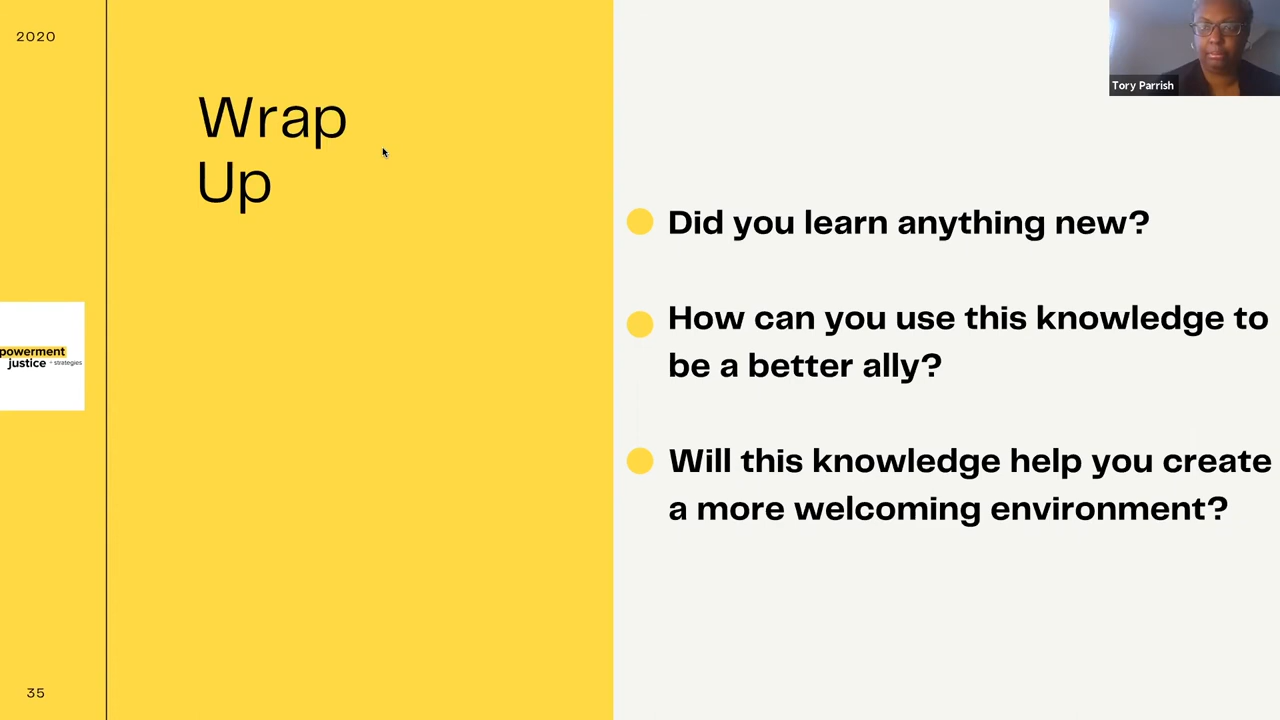 2020
Wrap
Up
powerment
justice + strategies
35
Did you learn anything new?
How can you use this knowledge to
be a better ally?
Will this knowledge help you create
a more welcoming environment?
Tory Parrish